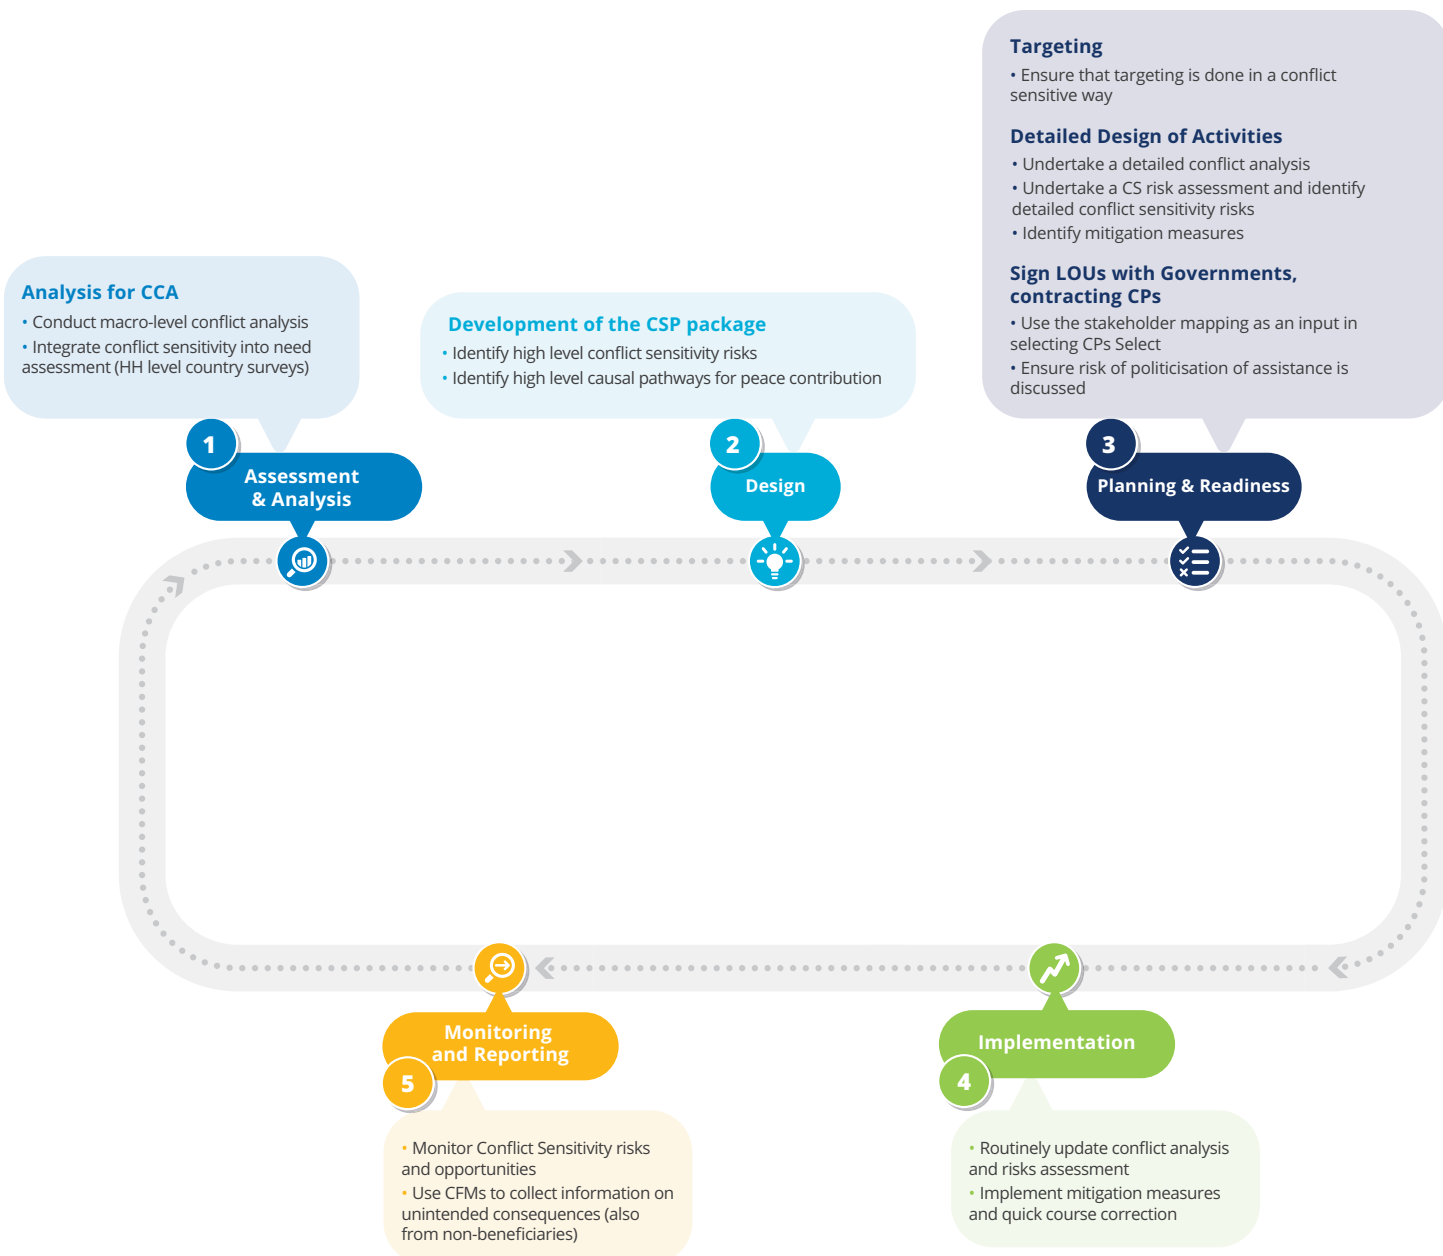 Analysis for CCA
• Conduct macro-level conflict analysis
• Integrate conflict sensitivity into need
assessment (HH level country surveys)
1
Assessment
& Analysis
Development of the CSP package
• Identify high level conflict sensitivity risks
• Identify high level causal pathways for peace contribution
2
Design
Targeting
• Ensure that targeting is done in a conflict
sensitive way
Detailed Design of Activities
• Undertake a detailed conflict analysis
• Undertake a CS risk assessment and identify
detailed conflict sensitivity risks
• Identify mitigation measures
Sign LOUs with Governments,
contracting CPs
• Use the stakeholder mapping as an input in
selecting CPs Select
• Ensure risk of politicisation of assistance is
discussed
3
Planning & Readiness
Implementation
4
• Routinely update conflict analysis
and risks assessment
• Implement mitigation measures
and quick course correction
Monitoring
and Reporting
5
• Monitor Conflict Sensitivity risks
and opportunities
• Use CFMs to collect information on
unintended consequences (also
from non-beneficiaries)